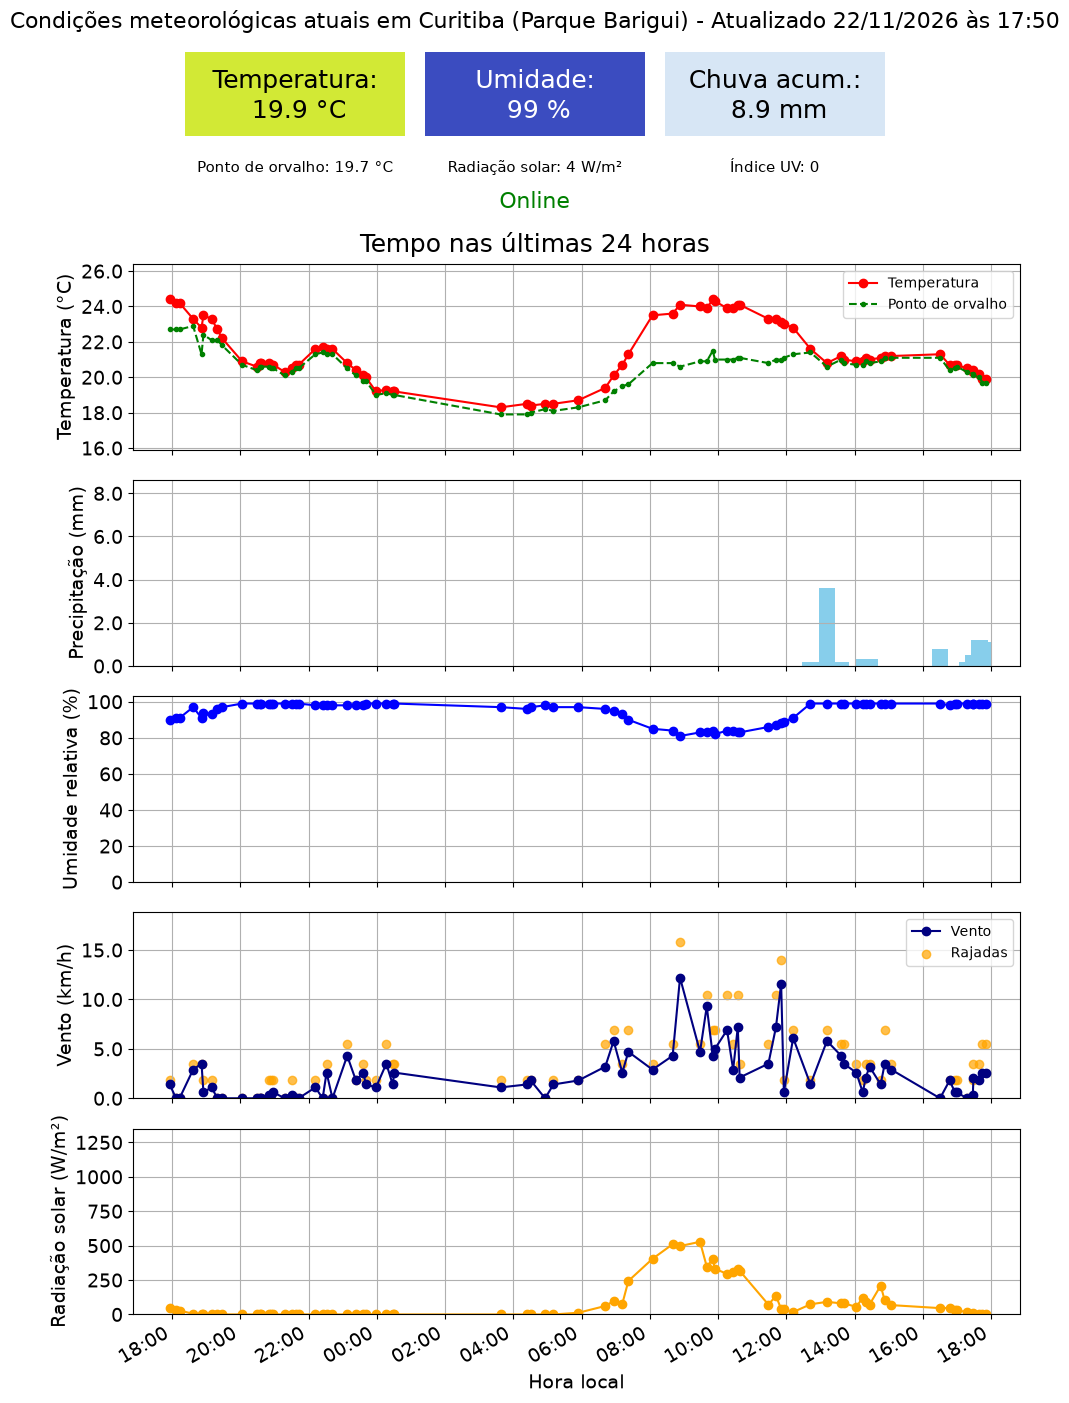 Condições meteorológicas atuais em Curitiba (Parque Barigui) - Atualizado 22/11/2026 às 17:50
Temperatura:
19.9 °C
Umidade:
99 %
Chuva acum.:
8.9 mm
Ponto de orvalho: 19.7 °C
Radiação solar: 4 W/m²
Índice UV: 0
Online
Tempo nas últimas 24 horas
Temperatura (°C)
26.0
24.0
22.0
20.0
18.0
16.0
Temperatura
Ponto de orvalho
Precipitação (mm)
8.0
6.0
4.0
2.0
0.0
Umidade relativa (%)
100
80
60
40
20
0
Vento (km/h)
15.0
10.0
5.0
0.0
Vento
Rajadas
Radiação solar (W/m²)
1250
1000
750
500
250
0
18:00
20:00
22:00
00:00
02:00
04:00
06:00
08:00
10:00
12:00
14:00
16:00
18:00
Hora local